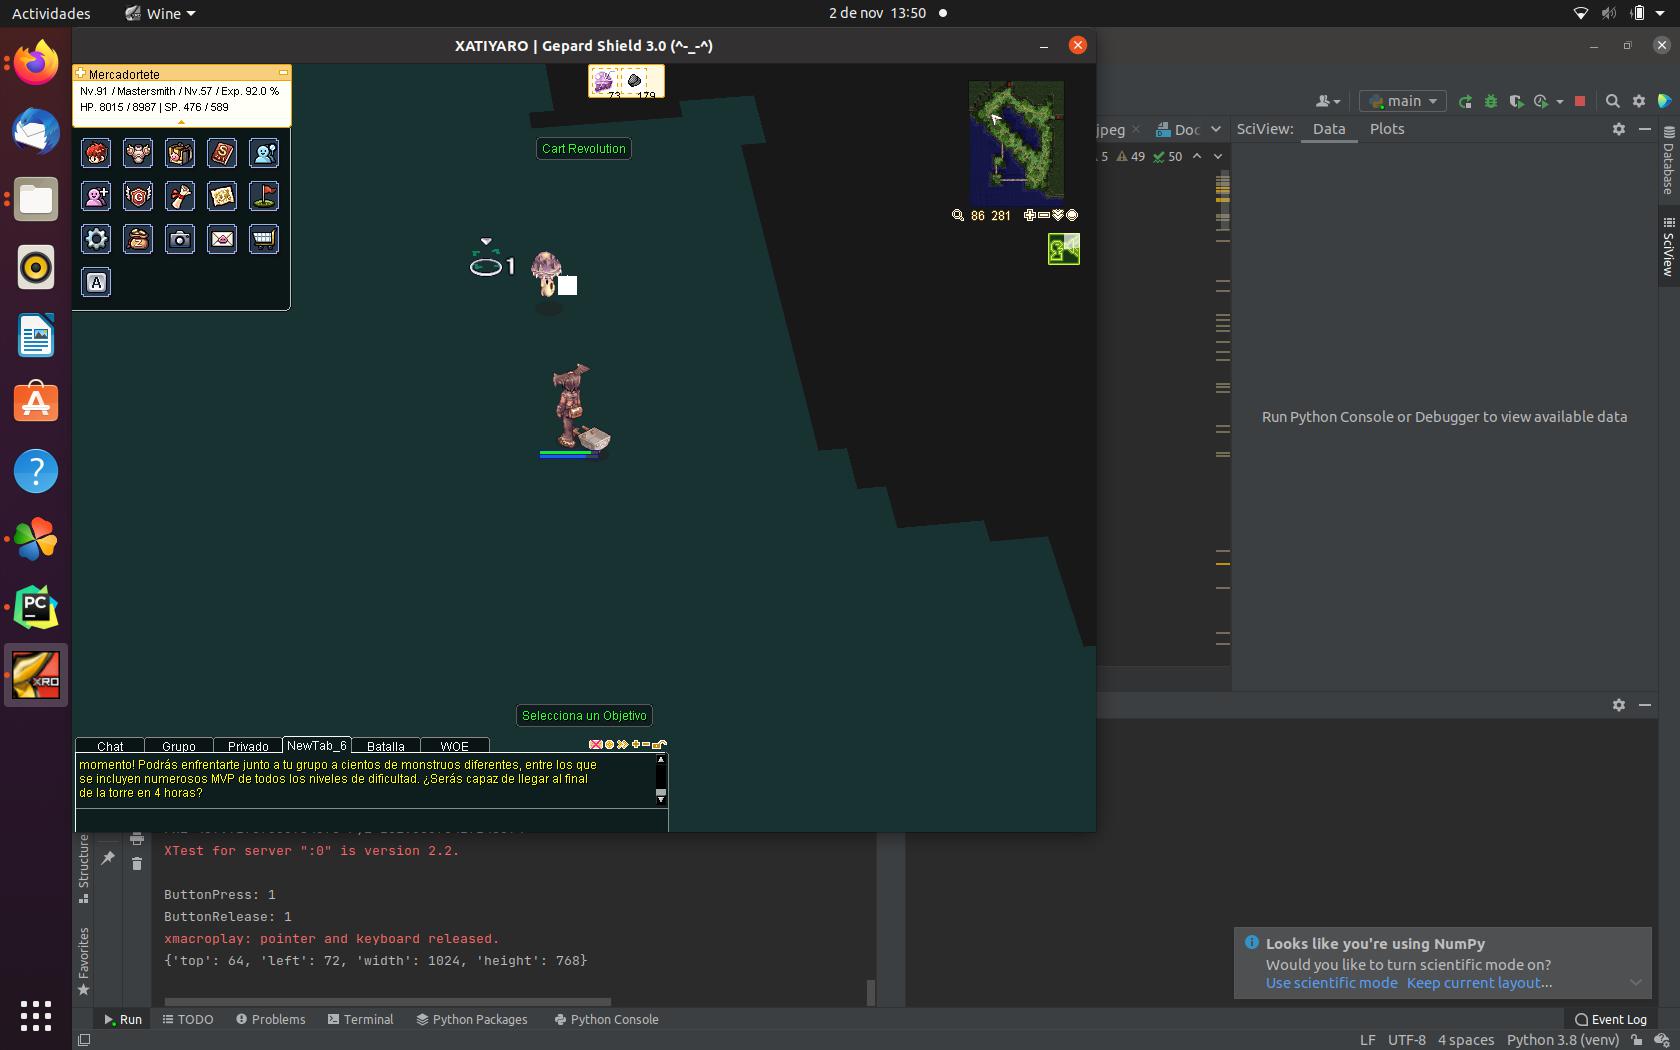 Actividades
Wine
2 de nov 13:50
XATIYARO | Gepard Shield 3.0 (^-_-^)
Mercadortete
Nv.91 / Mastersmith / Nv.57 / Exp. 92.0 %
HP. 8015 / 8987 | SP. 476 / 589
73 179
Cart Revolution
86 281
1
Selecciona un Objetivo
Chat
Grupo
Privado
NewTab_6
Batalla
WOE
momento! Podrás enfrentarte junto a tu grupo a cientos de monstruos diferentes, entre los que
se incluyen numerosos MVP de todos los niveles de dificultad. ¿Serás capaz de llegar al final
de la torre en 4 horas?
main
jpeg
Doc
SciView:
Data
Plots
5 49 50
Database
SciView
Run Python Console or Debugger to view available data
XTest for server ":0" is version 2.2.
ButtonPress: 1
ButtonRelease: 1
xmacroplay: pointer and keyboard released.
{'top': 64, 'left': 72, 'width': 1024, 'height': 768}
Structure
Favorites
Looks like you're using NumPy
Would you like to turn scientific mode on?
Use scientific mode Keep current layout...
Run
TODO
Problems
Terminal
Python Packages
Python Console
Event Log
LF UTF-8 4 spaces Python 3.8 (venv)
PC
XRO
A